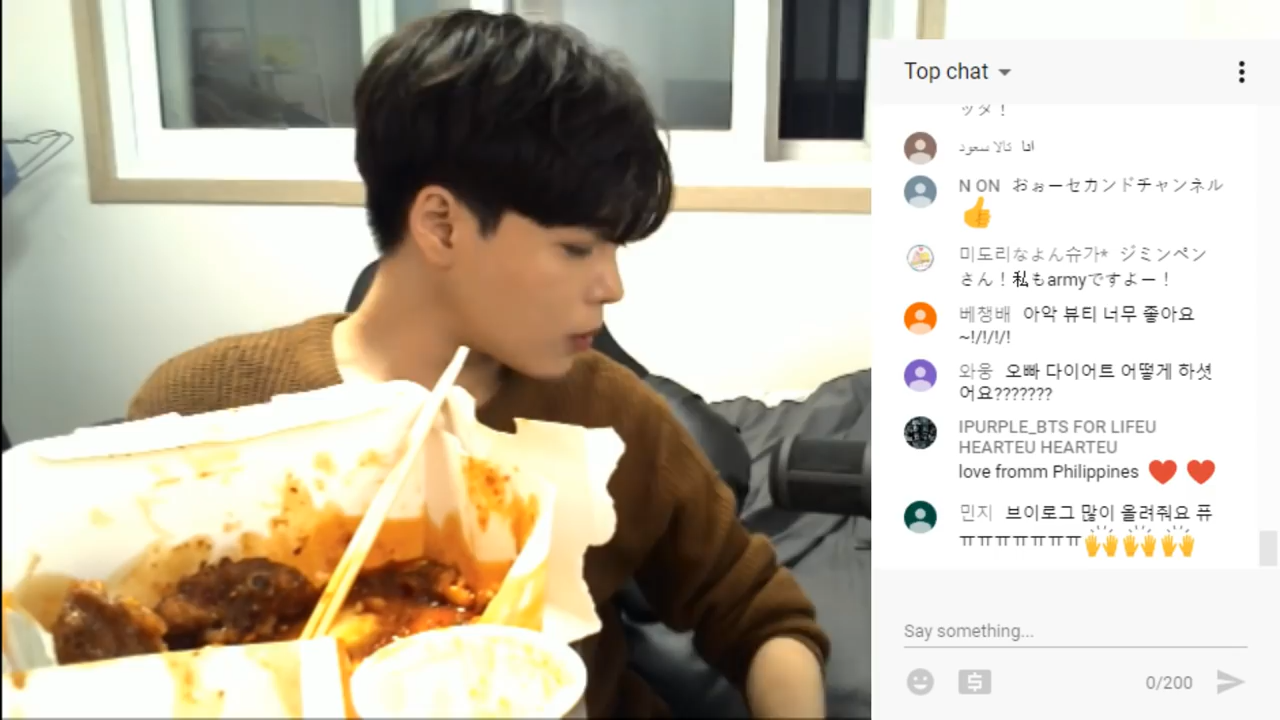 Top chat
ッタ！
انا
N ON おぉーセカンドチャンネル
👍
미도리なよん슈가* ジミンペン
さん！私もarmyですよー！
베챙배 아악 뷰티 너무 좋아요
~!/!/!/!
와웅 오빠 다이어트 어떻게 하셧
어요???????
IPURPLE_BTS FOR LIFEU
HEARTEU HEARTEU
love fromm Philippines ❤️ ❤️
민지 브이로그 많이 올려줘요 퓨
ㅠㅠㅠㅠㅠㅠㅠ🙌🙌🙌
Say something...
0/200